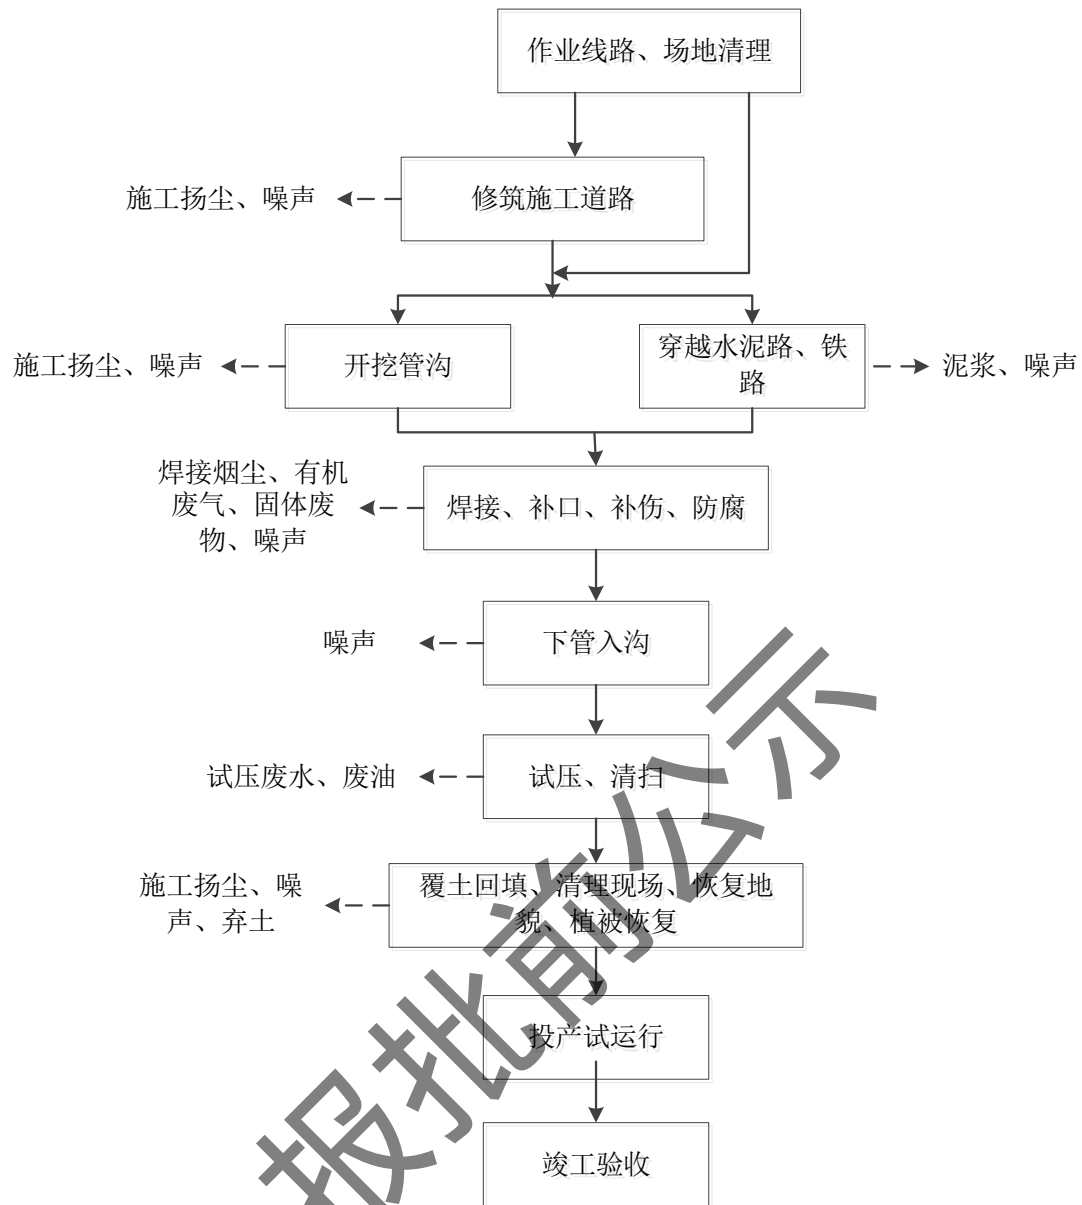 作业线路、场地清理
施工扬尘、噪声
修筑施工道路
施工扬尘、噪声
开挖管沟
穿越水泥路、铁
路
泥浆、噪声
焊接烟尘、有机
废气、固体废
物、噪声
焊接、补口、补伤、防腐
噪声
下管入沟
试压废水、废油
试压、清扫
施工扬尘、噪
声、弃土
覆土回填、清理现场、恢复地
貌、植被恢复
投产试运行
竣工验收
报批前公示